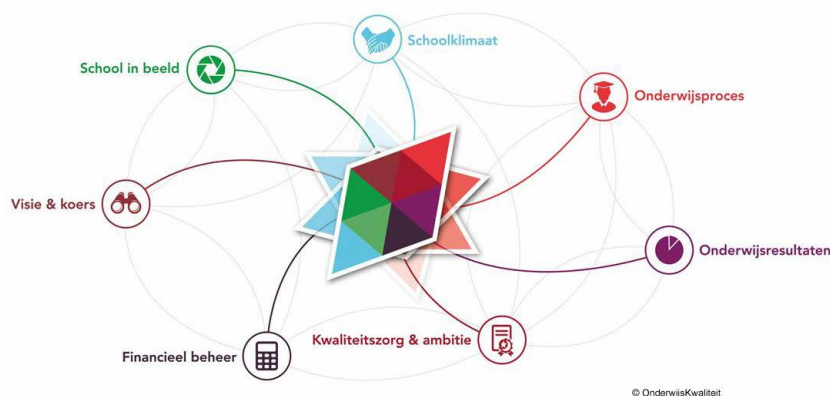 Schoolklimaat
School in beeld
Onderwijsproces
Visie & koers
Onderwijsresultaten
Kwaliteitszorg & ambitie
Financieel beheer
© OnderwijsKwaliteit